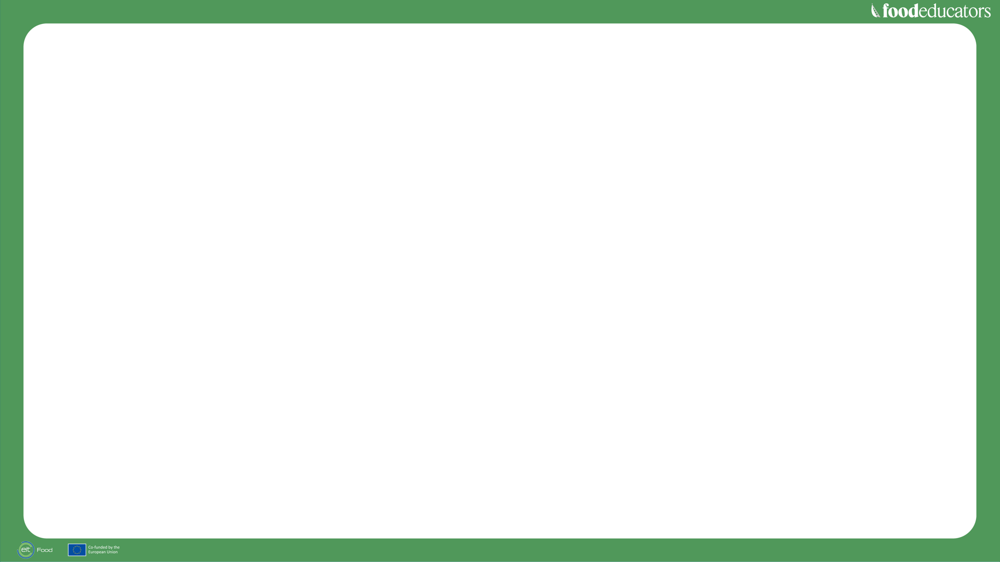 foodeducators
eit Food
Co-funded by the
European Union